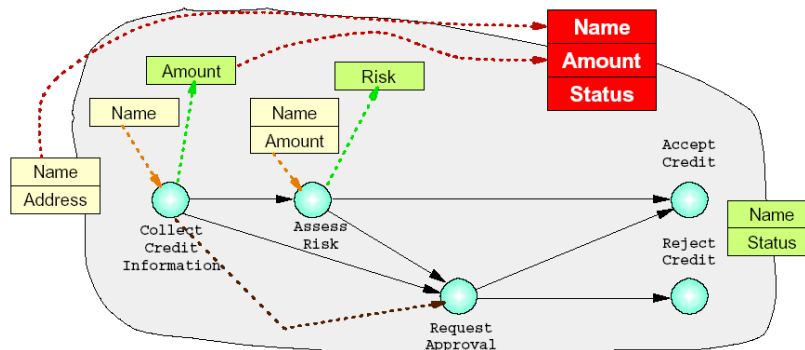 Name
Amount
Status
Amount
Risk
Name
Name
Amount
Name
Address
Accept
Credit
Name
Status
Collect
Credit
Information
Assess
Risk
Reject
Credit
Request
Approval